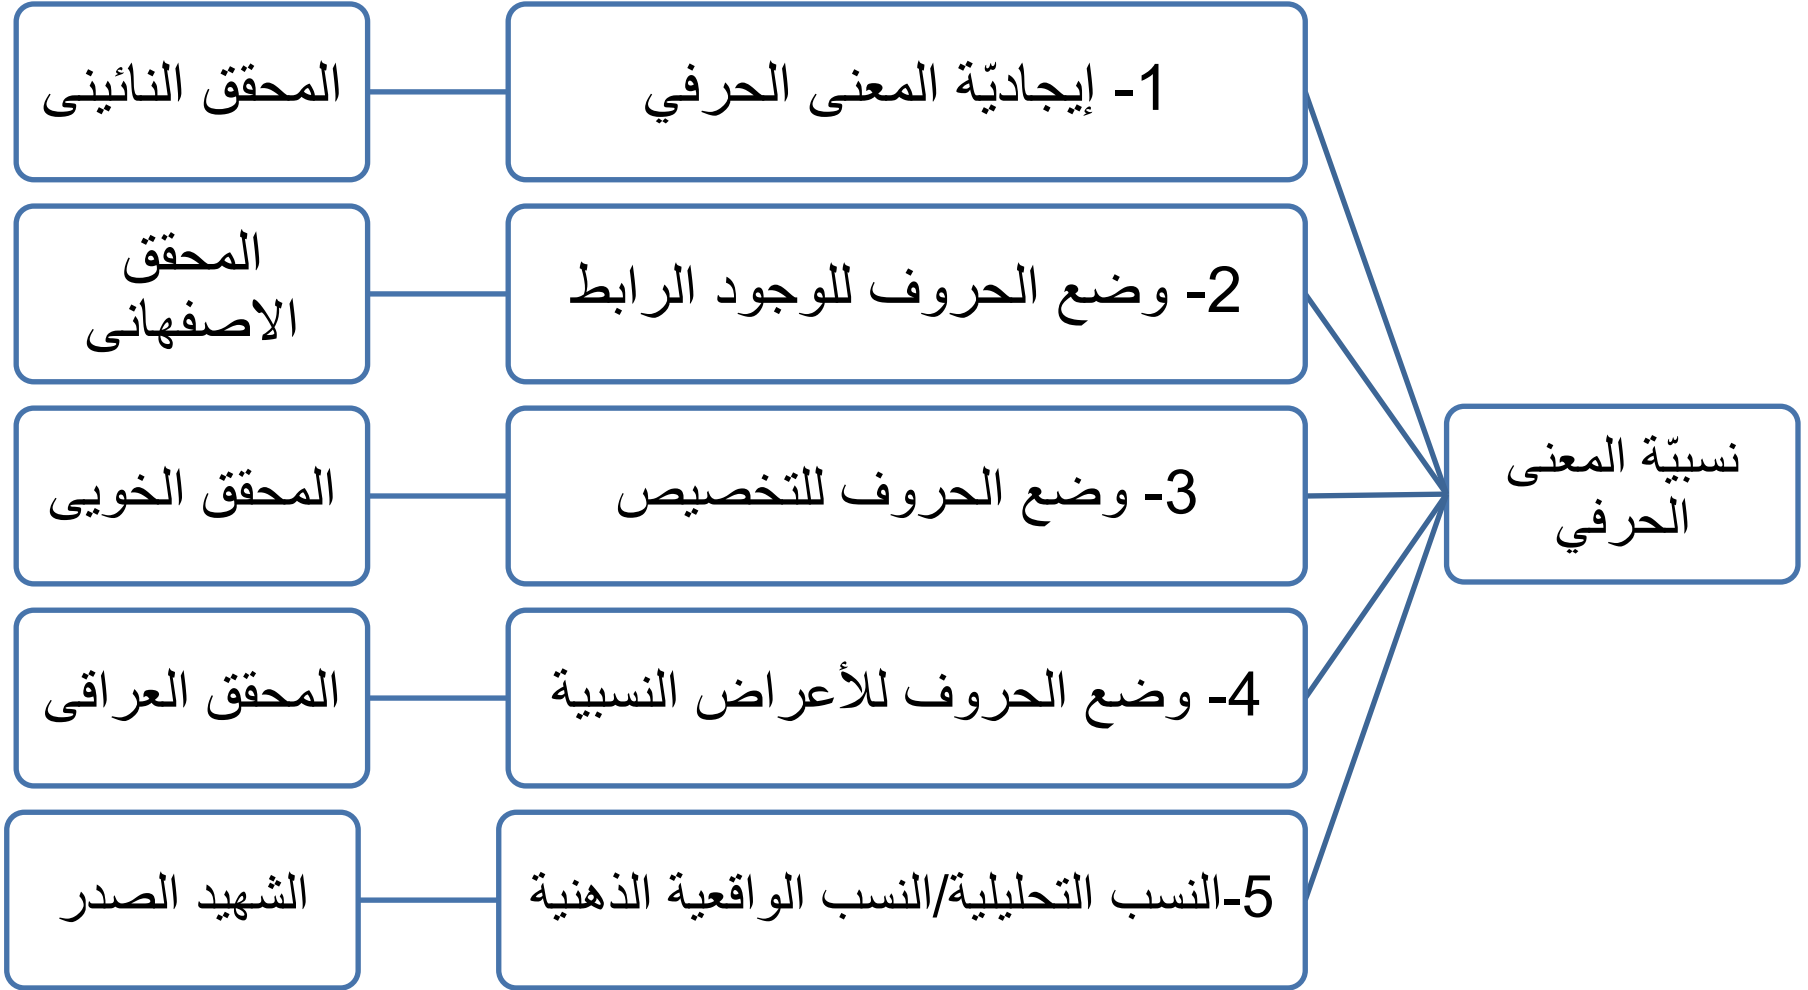 نسبيّة المعنى
الحرفي
1- إيجاديّة المعنى الحرفي
المحقق النائينى
2- وضع الحروف للوجود الرابط
المحقق
الاصفهانى
3- وضع الحروف للتخصيص
المحقق الخويى
4- وضع الحروف للأعراض النسبية
المحقق العراقى
5-النسب التحليلية/النسب الواقعية الذهنية
الشهيد الصدر